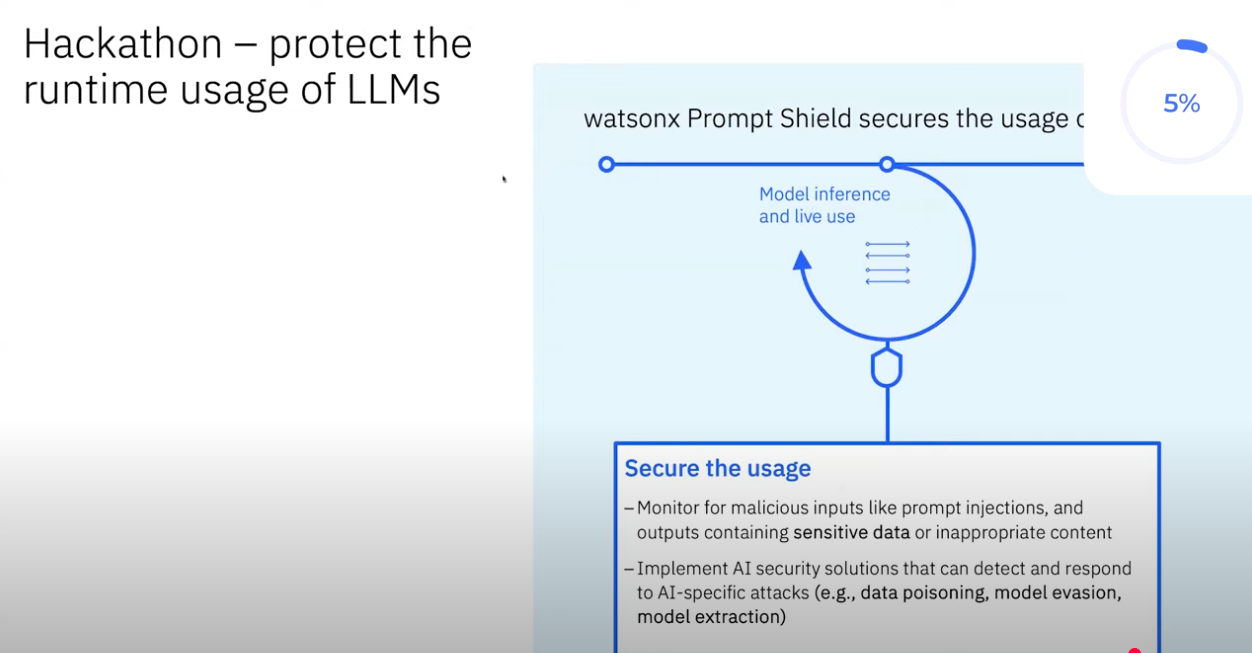 Hackathon – protect the
runtime usage of LLMs
5%
watsonx Prompt Shield secures the usage
Model inference
and live use
Secure the usage
– Monitor for malicious inputs like prompt injections, and
outputs containing sensitive data or inappropriate content
– Implement AI security solutions that can detect and respond
to AI-specific attacks (e.g., data poisoning, model evasion,
model extraction)